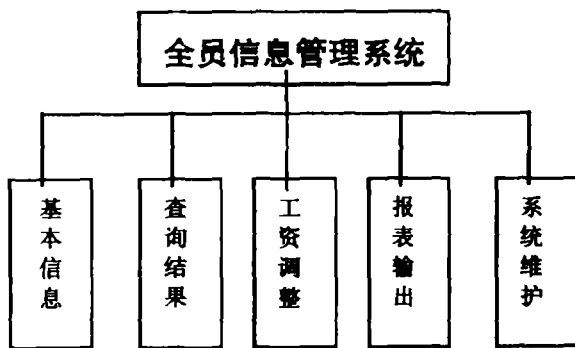 全员信息管理系统
基本信息
查询结果
工资调整
报表输出
系统维护